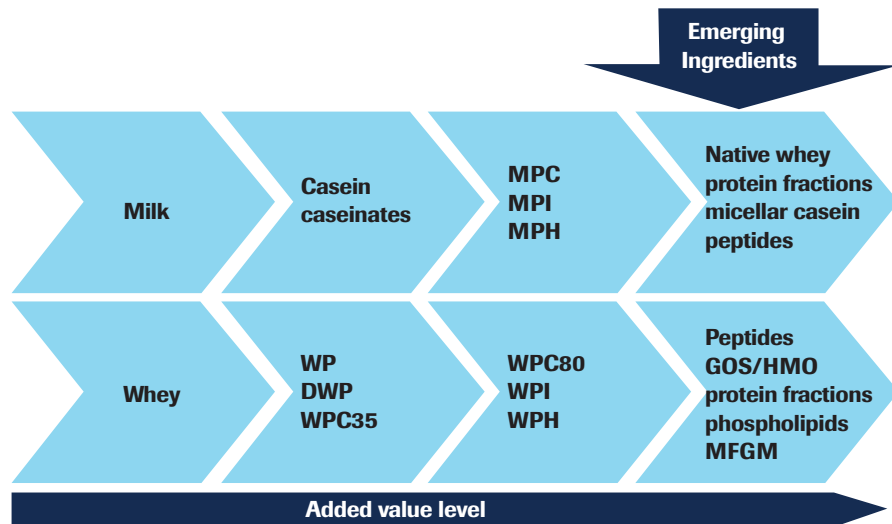 Emerging
Ingredients
Milk
Casein
caseinates
MPC
MPI
MPH
Native whey
protein fractions
micellar casein
peptides
Whey
WP
DWP
WPC35
WPC80
WPI
WPH
Peptides
GOS/HMO
protein fractions
phospholipids
MFGM
Added value level